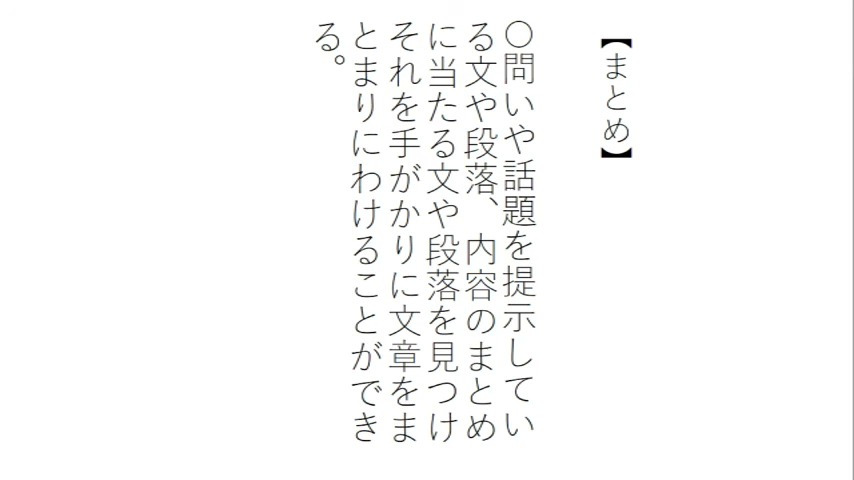 【まとめ】
○問いや話題を提示してい
る文や段落、内容のまとめ
に当たる文や段落を見つけ
それを手がかりに文章をま
とまりにわけることができ
る。